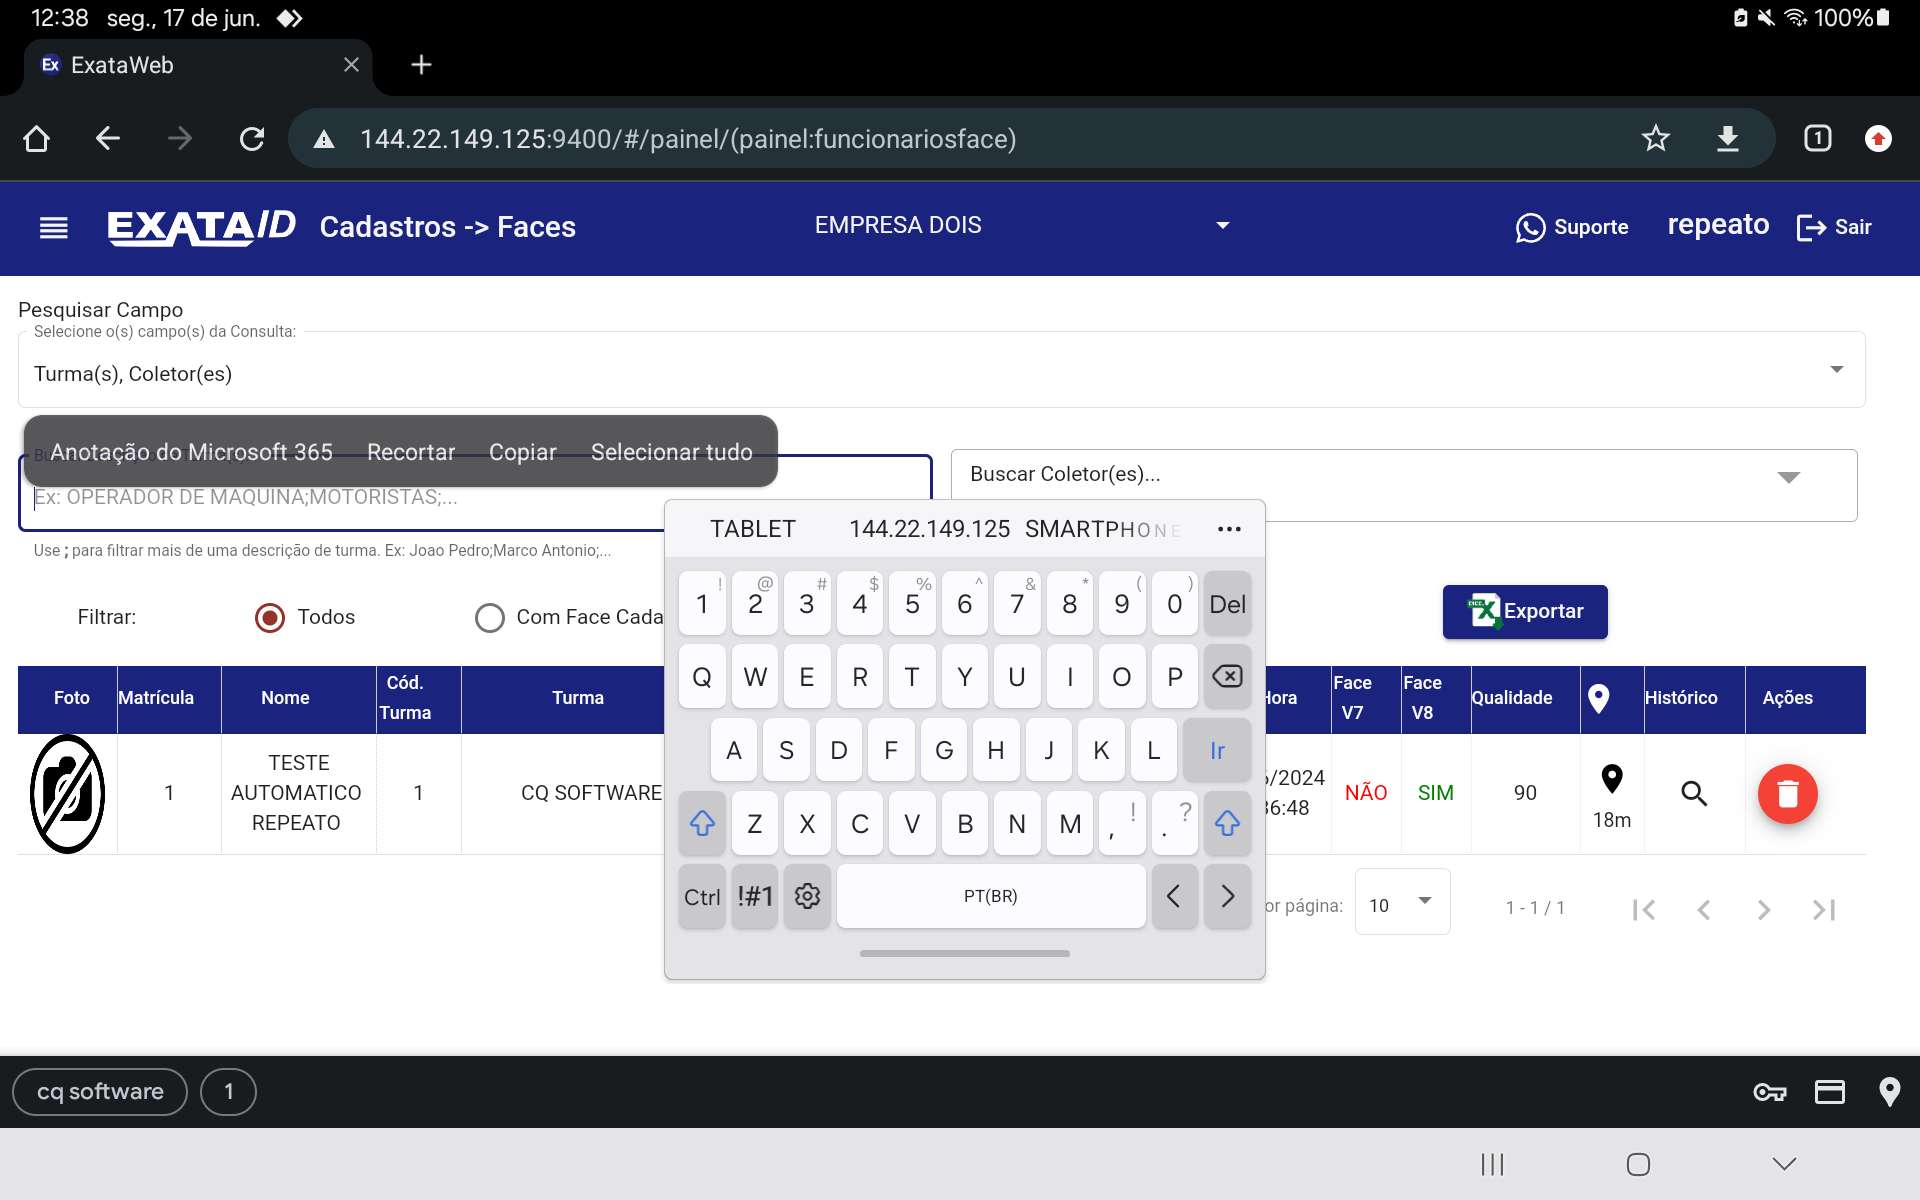 12:38 seg., 17 de jun. 100%
Ex ExataWeb
144.22.149.125:9400/#/painel/(painel:funcionariosface) 1
EXATA/D Cadastros -> Faces EMPRESA DOIS Suporte repeato Sair
Pesquisar Campo
Selecione o(s) campo(s) da Consulta:
Turma(s), Coletor(es)
Anotação do Microsoft 365 Recortar Copiar Selecionar tudo
Ex: OPERADOR DE MAQUINA;MOTORISTAS;...
Buscar Coletor(es)...
Use ; para filtrar mais de uma descrição de turma. Ex: Joao Pedro;Marco Antonio;...
Filtrar: Todos Com Face Cada
Exportar
Foto Matrícula Nome Cód. Turma Turma Hora Face V7 Face V8 Qualidade Histórico Ações
1 TESTE AUTOMATICO REPEATO 1 CQ SOFTWARE 6/2024 36:48 NÃO SIM 90 18m
or página: 10 1 - 1 / 1
TABLET 144.22.149.125 SMARTPHONE ...
! @ # $ % ^ & * ( )
1 2 3 4 5 6 7 8 9 0 Del
Q W E R T Y U I O P
A S D F G H J K L Ir
Z X C V B N M , ! . ?
Ctrl !#1 PT(BR) < >
cq software 1